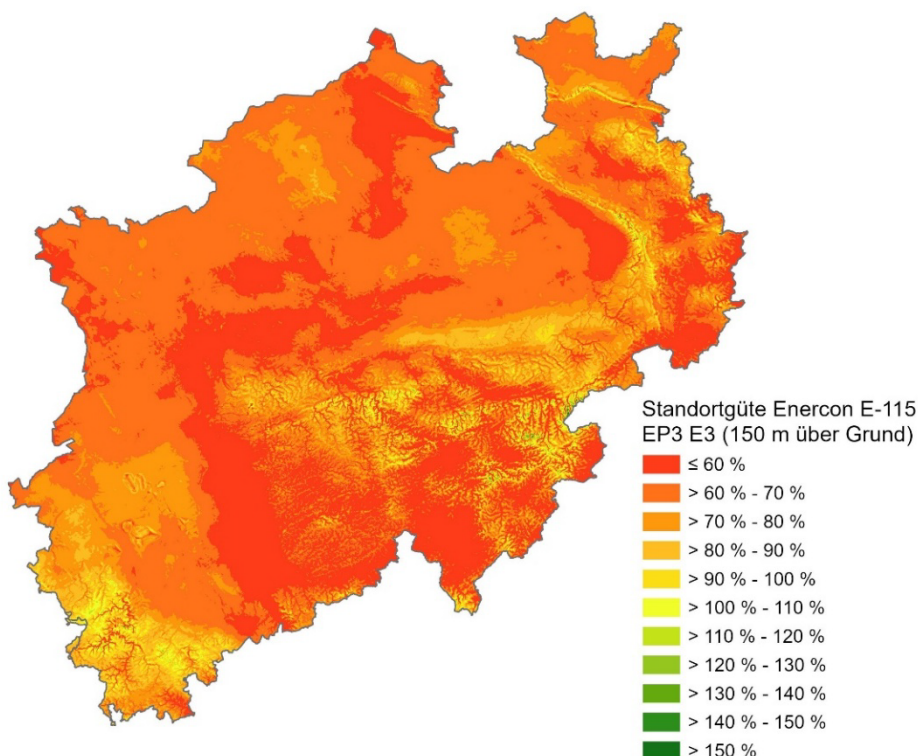 Standortgüte Enercon E-115
EP3 E3 (150 m über Grund)
≤ 60 %
> 60 % - 70 %
> 70 % - 80 %
> 80 % - 90 %
> 90 % - 100 %
> 100 % - 110 %
> 110 % - 120 %
> 120 % - 130 %
> 130 % - 140 %
> 140 % - 150 %
> 150 %